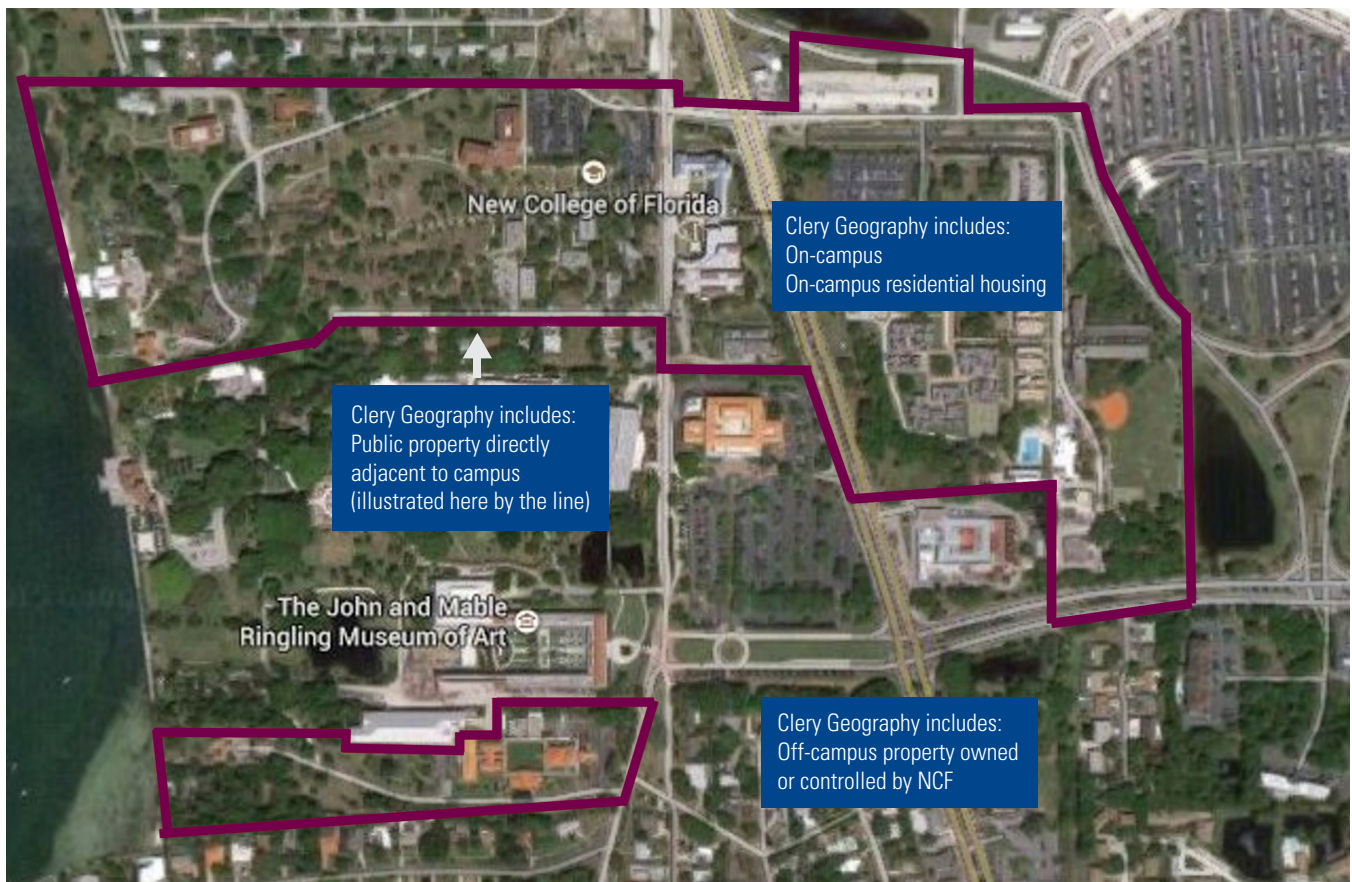 New College of Florida
Clery Geography includes:
On-campus
On-campus residential housing
Clery Geography includes:
Public property directly
adjacent to campus
(illustrated here by the line)
The John and Mable
Ringling Museum of Art
Clery Geography includes:
Off-campus property owned
or controlled by NCF